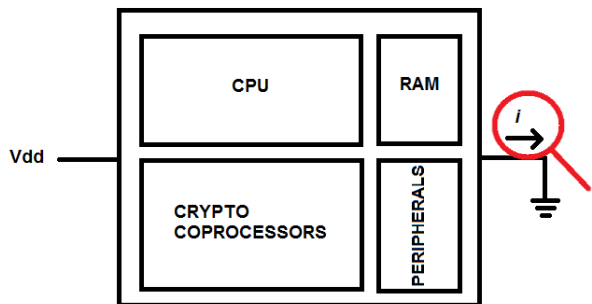 CPU
RAM
i
Vdd
CRYPTO
COPROCESSORS
PERIPHERALS